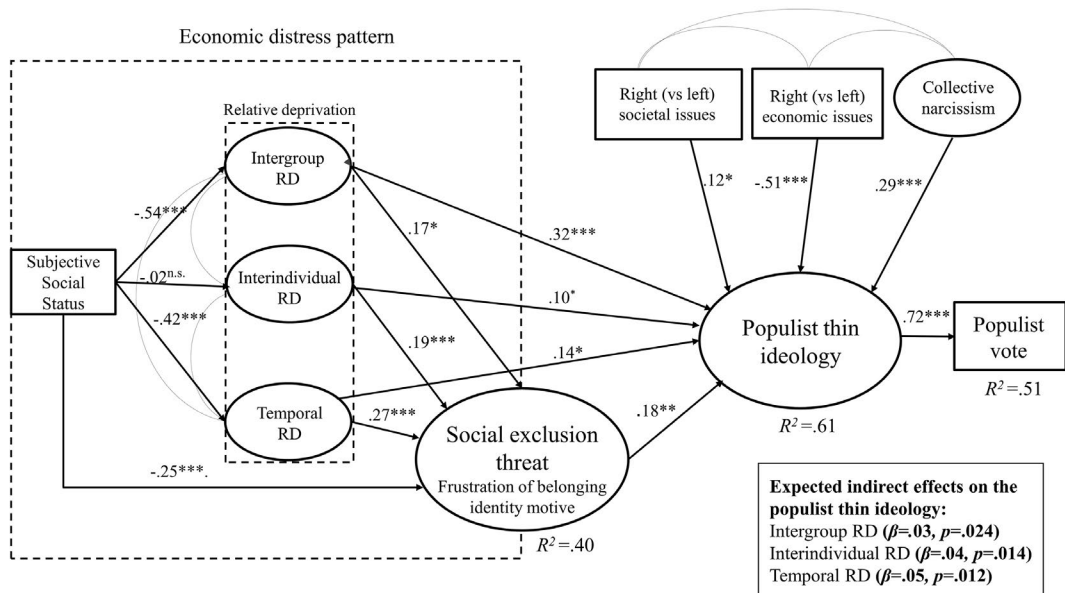 Economic distress pattern
Relative deprivation
Intergroup
RD
Interindividual
RD
Temporal
RD
Subjective
Social
Status
-.54***
-.02n.s.
-.42***
-.25***.
.17*
.19***
.27***
.32***
.10*
.14*
.18**
Social exclusion
threat
Frustration of belonging
identity motive
R²=.40
Right (vs left)
societal issues
Right (vs left)
economic issues
Collective
narcissism
.12*
-.51***
.29***
Populist thin
ideology
R²=.61
.72***
Populist
vote
R²=.51
Expected indirect effects on the
populist thin ideology:
Intergroup RD (β=.03, p=.024)
Interindividual RD (β=.04, p=.014)
Temporal RD (β=.05, p=.012)